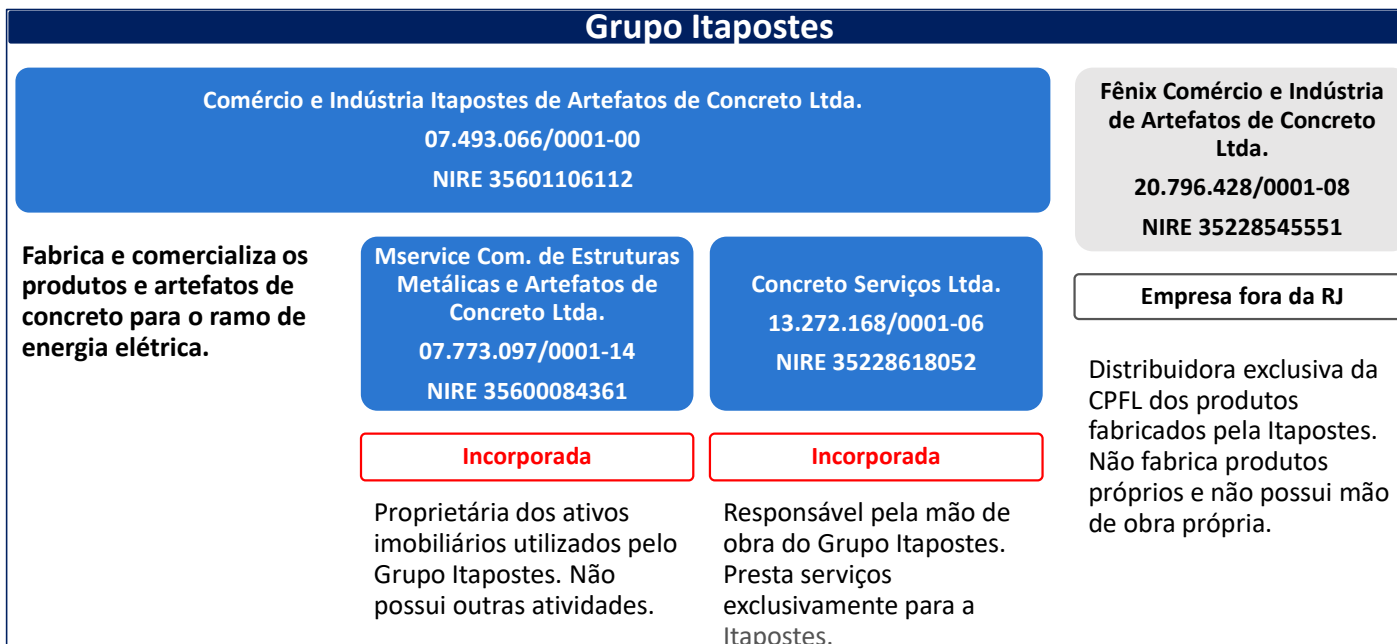 Grupo Itapostes
Comércio e Indústria Itapostes de Artefatos de Concreto Ltda.
07.493.066/0001-00
NIRE 35601106112
Fênix Comércio e Indústria
de Artefatos de Concreto
Ltda.
20.796.428/0001-08
NIRE 35228545551
Fabrica e comercializa os
produtos e artefatos de
concreto para o ramo de
energia elétrica.
Mservice Com. de Estruturas
Metálicas e Artefatos de
Concreto Ltda.
07.773.097/0001-14
NIRE 35600084361
Concreto Serviços Ltda.
13.272.168/0001-06
NIRE 35228618052
Empresa fora da RJ
Incorporada
Proprietária dos ativos
imobiliários utilizados pelo
Grupo Itapostes. Não
possui outras atividades.
Incorporada
Responsável pela mão de
obra do Grupo Itapostes.
Presta serviços
exclusivamente para a
Itapostes.
Distribuidora exclusiva da
CPFL dos produtos
fabricados pela Itapostes.
Não fabrica produtos
próprios e não possui mão
de obra própria.